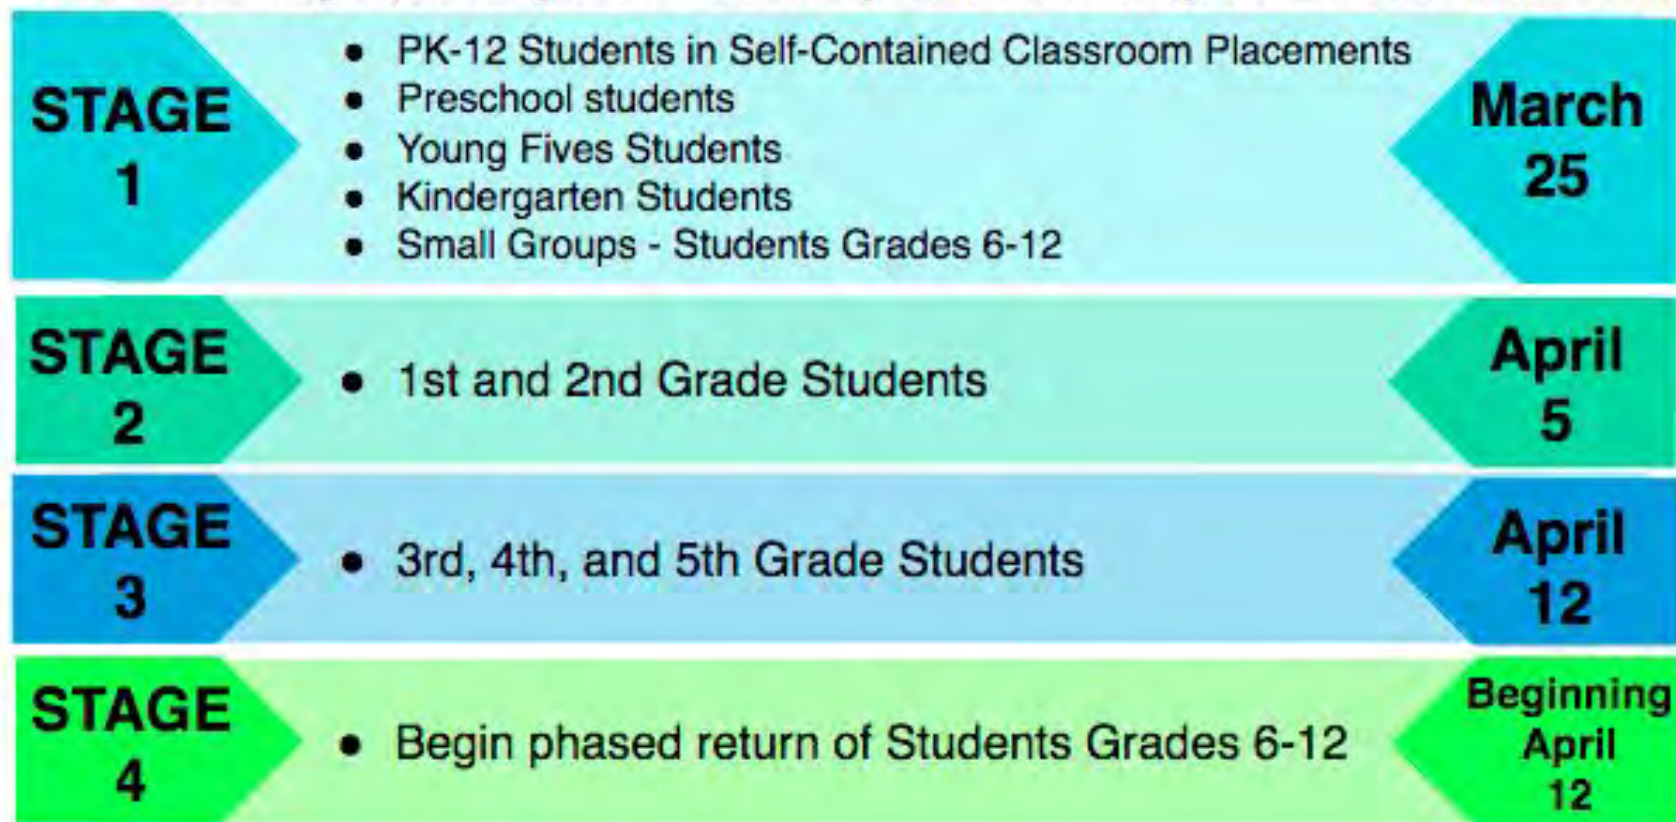 STAGE
1
• PK-12 Students in Self-Contained Classroom Placements
• Preschool students
• Young Fives Students
• Kindergarten Students
• Small Groups - Students Grades 6-12
March
25
STAGE
2
• 1st and 2nd Grade Students
April
5
STAGE
3
• 3rd, 4th, and 5th Grade Students
April
12
STAGE
4
• Begin phased return of Students Grades 6-12
Beginning
April
12